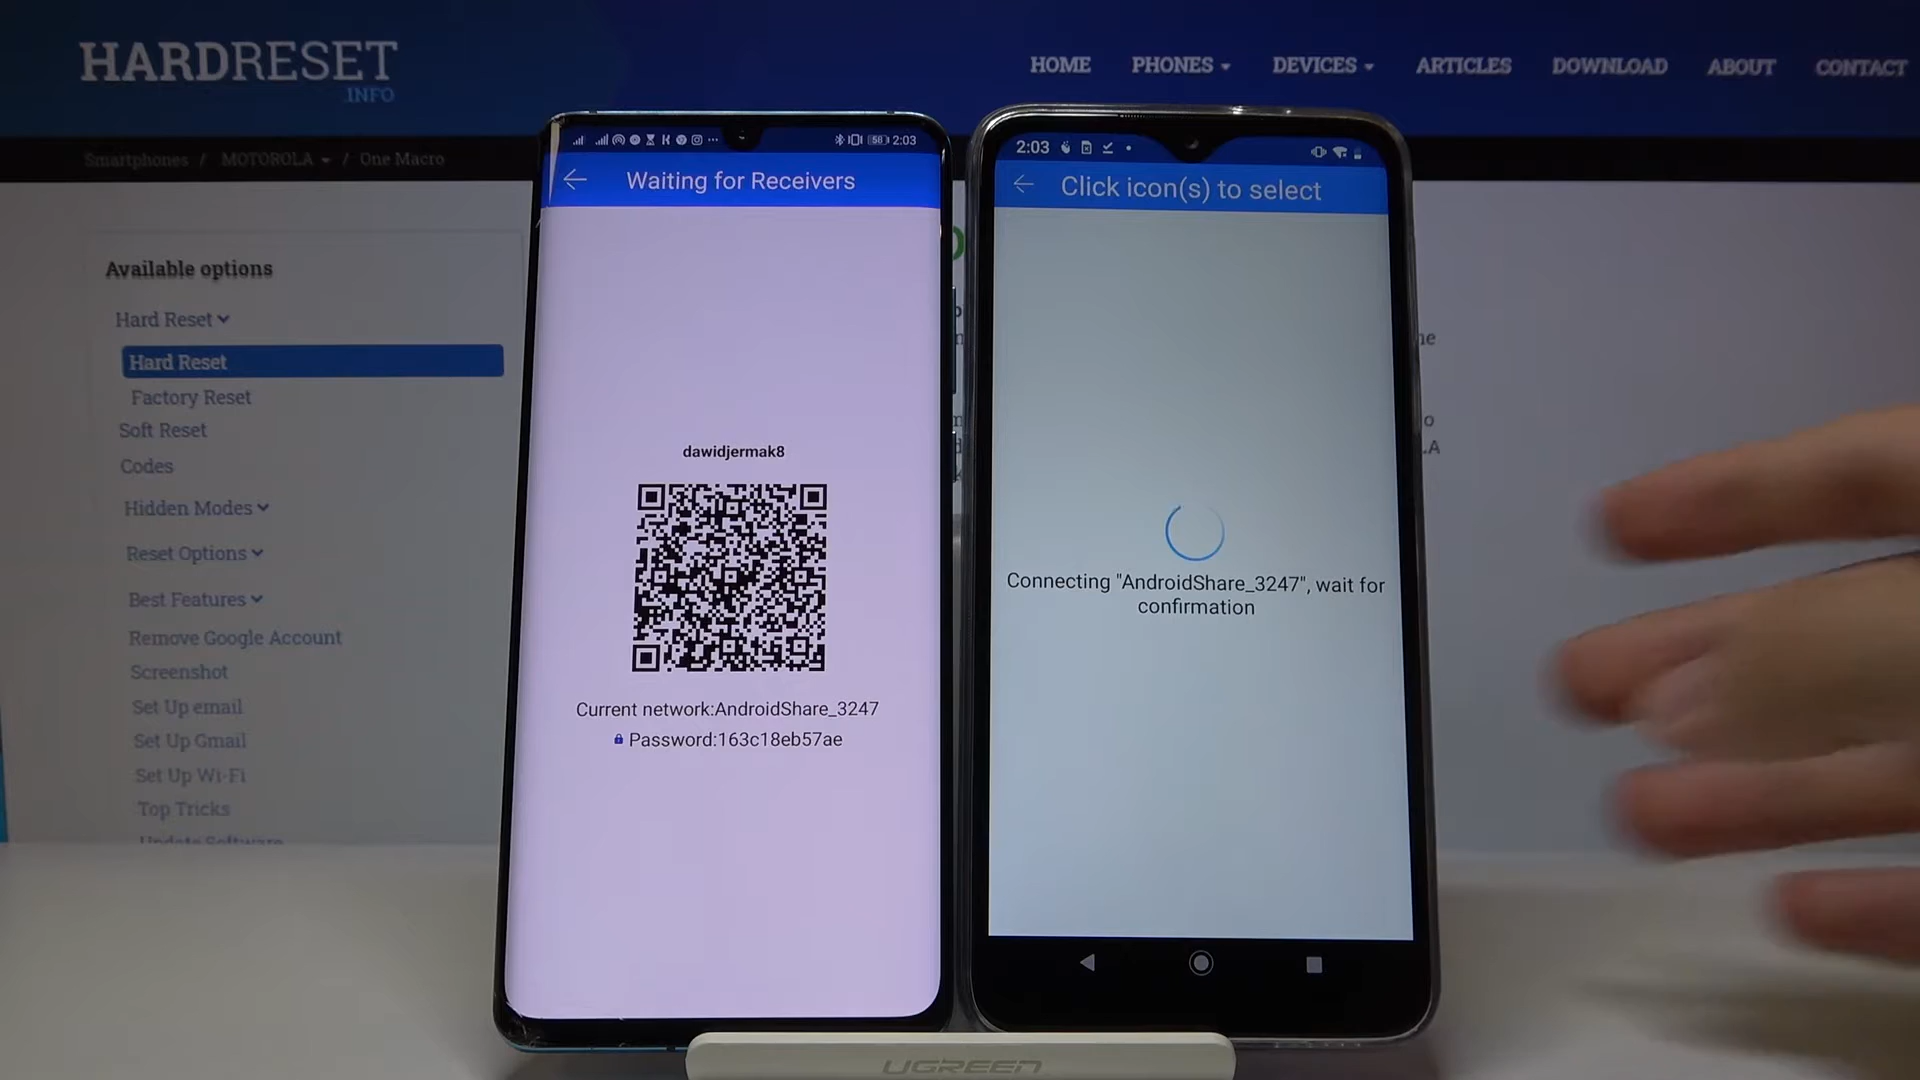 HARDRESET
.INFO
HOME PHONES DEVICES ARTICLES DOWNLOAD ABOUT CONTACT
Smartphones / MOTOROLA / One Macro
Available options
Hard Reset
Hard Reset
Factory Reset
Soft Reset
Codes
Hidden Modes
Reset Options
Best Features
Remove Google Account
Screenshot
Set Up email
Set Up Gmail
Set Up Wi-Fi
Top Tricks
Update Software
58 2:03
Waiting for Receivers
dawidjermak8
Current network:AndroidShare_3247
Password:163c18eb57ae
2:03
Click icon(s) to select
Connecting "AndroidShare_3247", wait for
confirmation
UGREEN